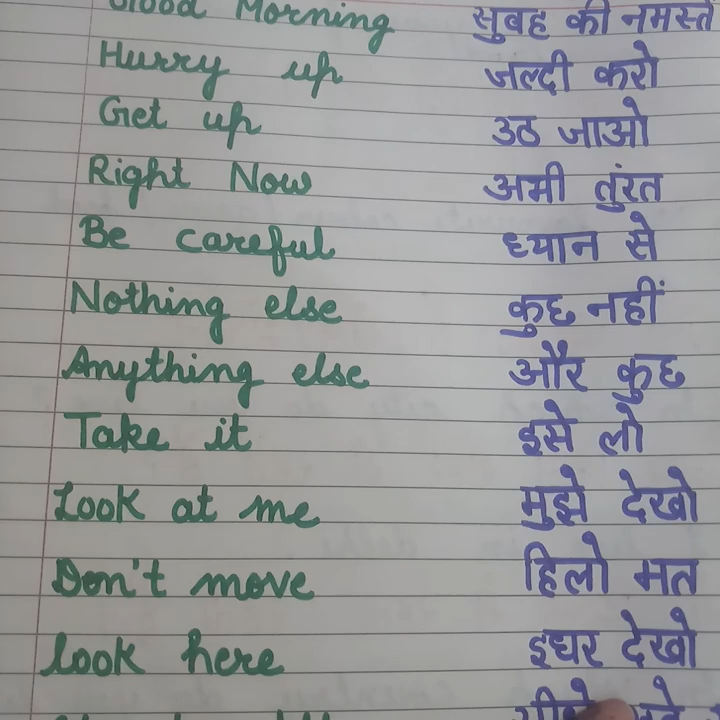 Good Morning सुबह की नमस्ते
Hurry up जल्दी करो
Get up उठ जाओ
Right Now अभी तुंरत
Be careful ध्यान से
Nothing else कुछ नहीं
Anything else और कुछ
Take it इसे लो
Look at me मुझे देखो
Don't move हिलो मत
look here इधर देखो